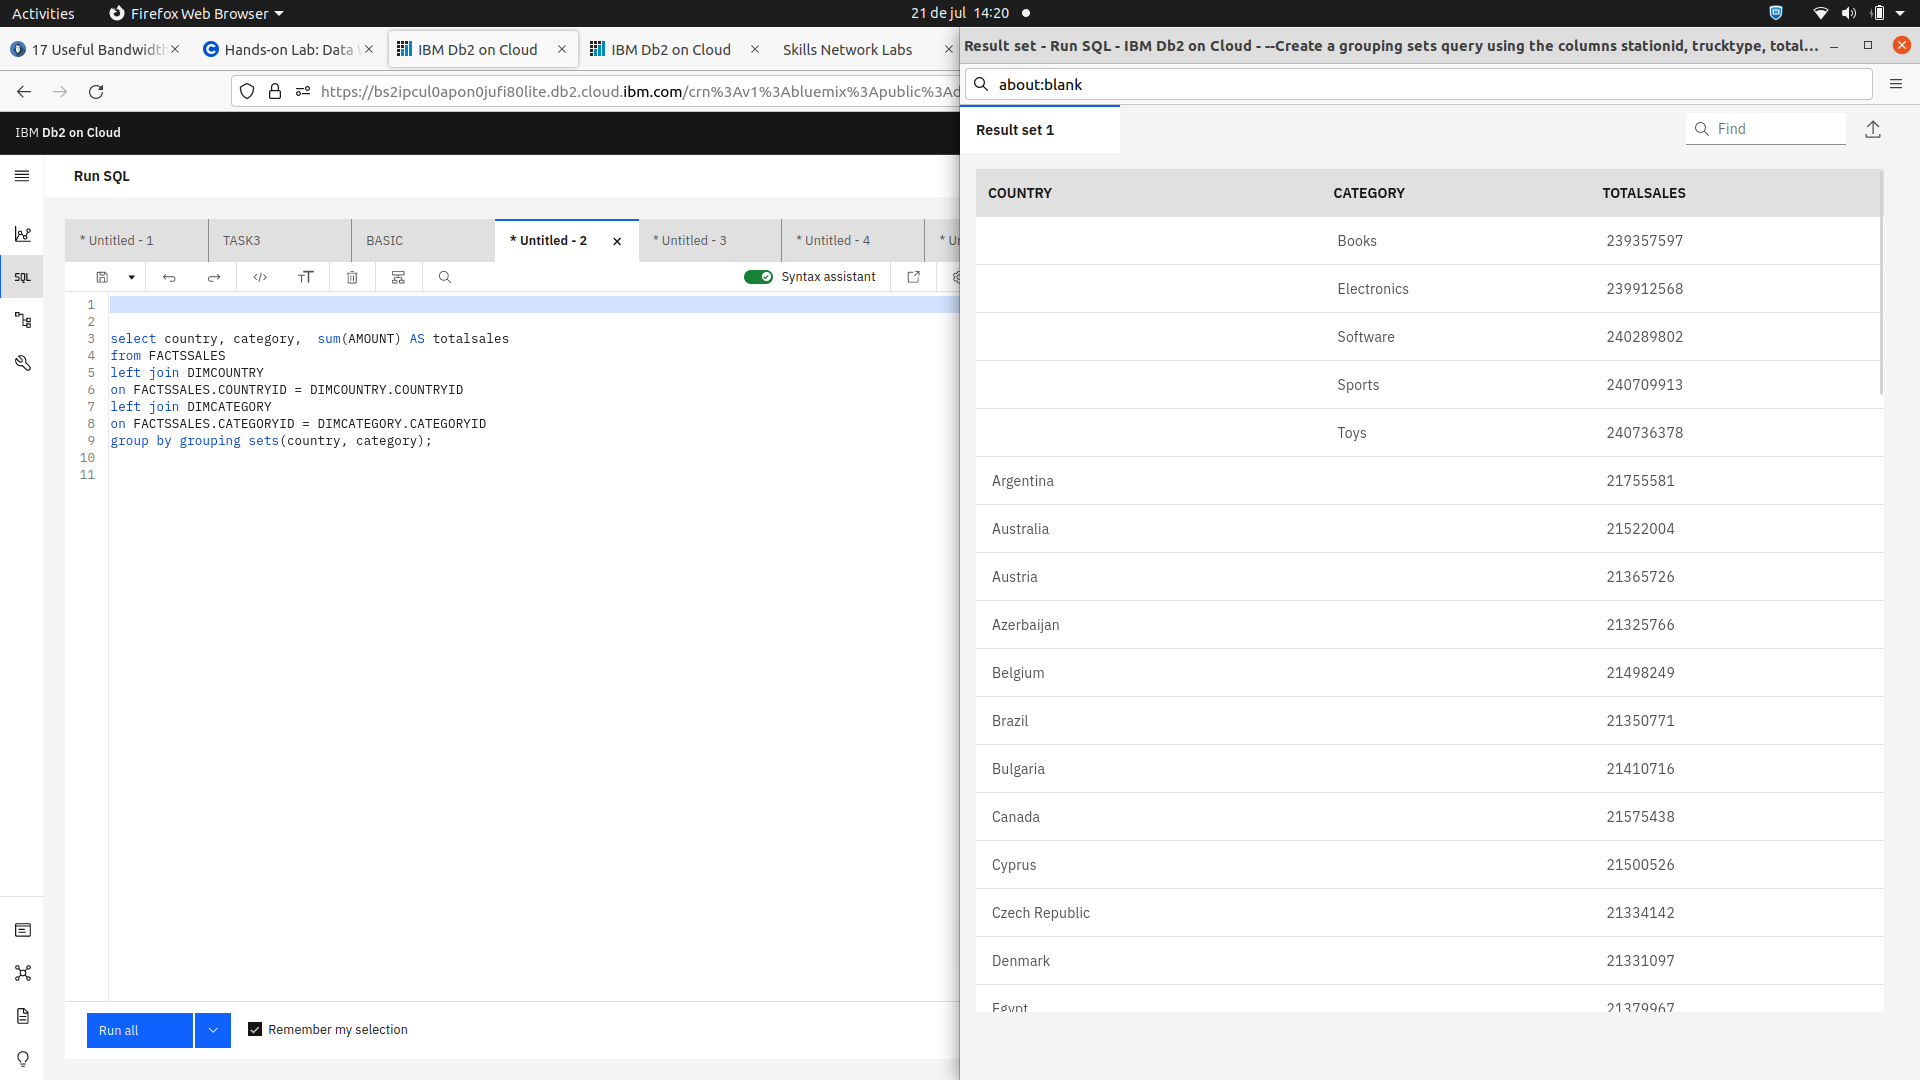 Activities
Firefox Web Browser
21 de jul 14:20
17 Useful Bandwidth
Hands-on Lab: Data
IBM Db2 on Cloud
IBM Db2 on Cloud
Skills Network Labs
https://bs2ipcul0apon0jufi80lite.db2.cloud.ibm.com/crn%3Av1%3Abluemix%3Apublic%3Ad
IBM Db2 on Cloud
Run SQL
SQL
* Untitled - 1
TASK3
BASIC
* Untitled - 2
* Untitled - 3
* Untitled - 4
Syntax assistant
1
2
3 select country, category,  sum(AMOUNT) AS totalsales
4 from FACTSSALES
5 left join DIMCOUNTRY
6 on FACTSSALES.COUNTRYID = DIMCOUNTRY.COUNTRYID
7 left join DIMCATEGORY
8 on FACTSSALES.CATEGORYID = DIMCATEGORY.CATEGORYID
9 group by grouping sets(country, category);
10
11
Run all
Remember my selection
Result set - Run SQL - IBM Db2 on Cloud - --Create a grouping sets query using the columns stationid, trucktype, total...
about:blank
Result set 1
Find
COUNTRY CATEGORY TOTALSALES
Books 239357597
Electronics 239912568
Software 240289802
Sports 240709913
Toys 240736378
Argentina 21755581
Australia 21522004
Austria 21365726
Azerbaijan 21325766
Belgium 21498249
Brazil 21350771
Bulgaria 21410716
Canada 21575438
Cyprus 21500526
Czech Republic 21334142
Denmark 21331097
Egypt 21379967